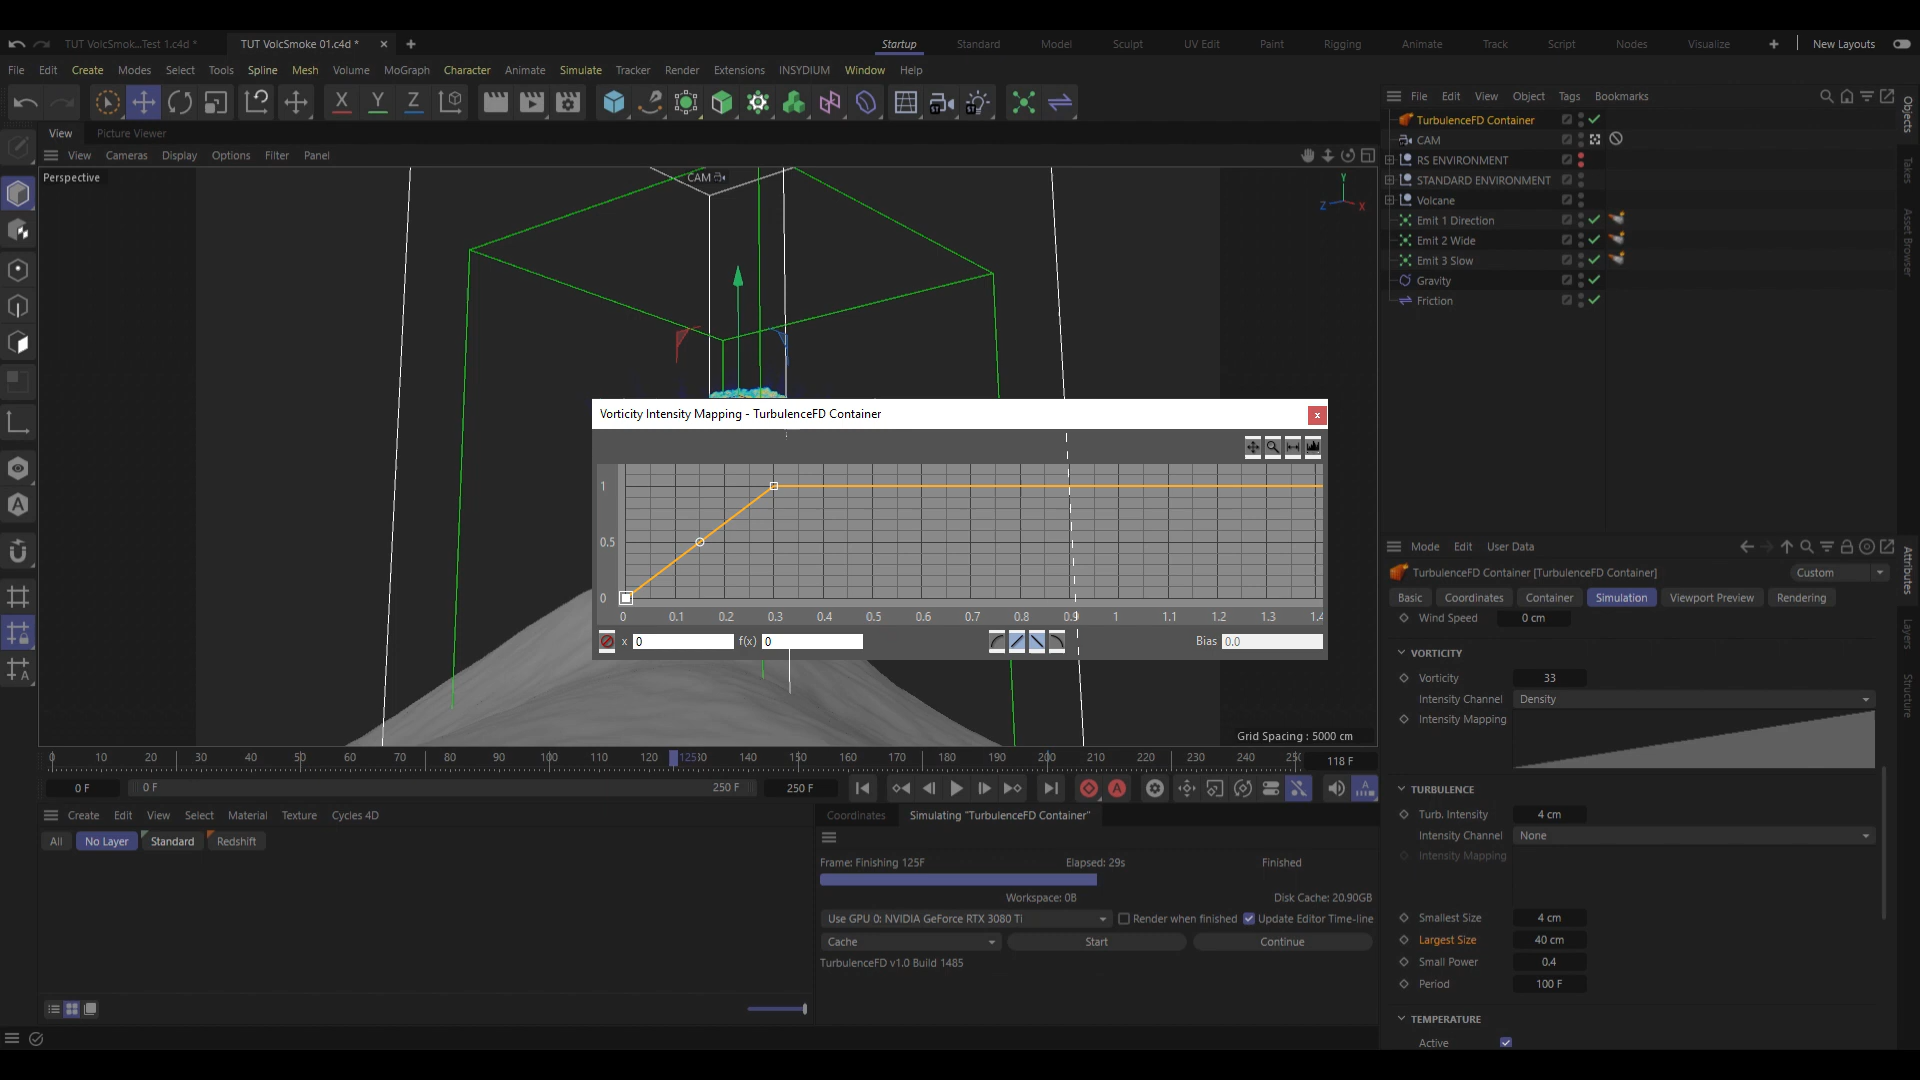 TUT VolcSmok...Test 1.c4d *
TUT VolcSmoke 01.c4d *
Startup
Standard
Model
Sculpt
UV Edit
Paint
Rigging
Animate
Track
Script
Nodes
Visualize
New Layouts
File Edit Create Modes Select Tools Spline Mesh Volume MoGraph Character Animate Simulate Tracker Render Extensions INSYDIUM Window Help
X Y Z
File Edit View Object Tags Bookmarks
View
Picture Viewer
View Cameras Display Options Filter Panel
Perspective
CAM
Y
Z
X
TurbulenceFD Container
CAM
RS ENVIRONMENT
STANDARD ENVIRONMENT
Volcane
Emit 1 Direction
Emit 2 Wide
Emit 3 Slow
Gravity
Friction
Objects
Takes
Asset Browser
Vorticity Intensity Mapping - TurbulenceFD Container
x
1
0.5
0
0 0.1 0.2 0.3 0.4 0.5 0.6 0.7 0.8 0.9 1 1.1 1.2 1.3 1.4
x 0
f(x) 0
Bias 0.0
Grid Spacing : 5000 cm
Mode Edit User Data
TurbulenceFD Container [TurbulenceFD Container]
Custom
Basic Coordinates Container Simulation Viewport Preview Rendering
Wind Speed 0 cm
VORTICITY
Vorticity 33
Intensity Channel Density
Intensity Mapping
TURBULENCE
Turb. Intensity 4 cm
Intensity Channel None
Intensity Mapping
Smallest Size 4 cm
Largest Size 40 cm
Small Power 0.4
Period 100 F
TEMPERATURE
Active
Attributes
Layers
Structure
0 10 20 30 40 50 60 70 80 90 100 110 120 125 30 140 150 160 170 180 190 200 210 220 230 240 25(
118 F
0 F
0 F
250 F
250 F
Create Edit View Select Material Texture Cycles 4D
All No Layer Standard Redshift
Coordinates
Simulating "TurbulenceFD Container"
Frame: Finishing 125F
Elapsed: 29s
Finished
Workspace: 0B
Disk Cache: 20.90GB
Use GPU 0: NVIDIA GeForce RTX 3080 Ti
Render when finished
Update Editor Time-line
Cache
Start
Continue
TurbulenceFD v1.0 Build 1485